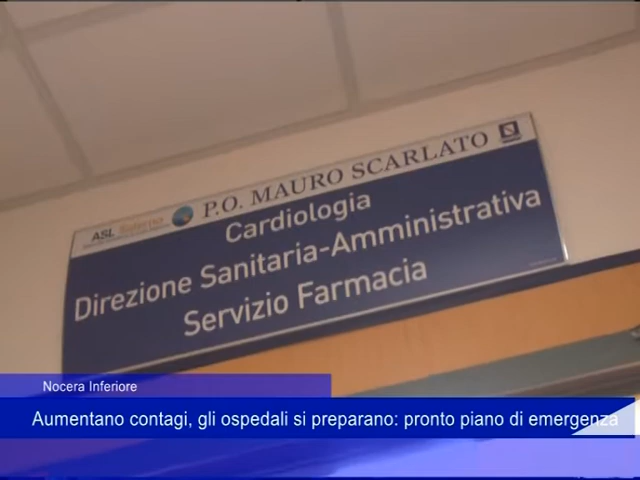 ASL Salerno
P.O. MAURO SCARLATO
Cardiologia
Direzione Sanitaria-Amministrativa
Servizio Farmacia
Nocera Inferiore
Aumentano contagi, gli ospedali si preparano: pronto piano di emergenza